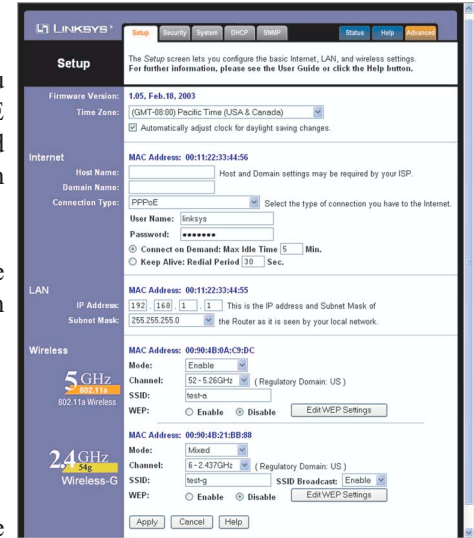 LINKSYS®
Setup Security System DHCP SNMP Status Help Advanced
Setup
The Setup screen lets you configure the basic Internet, LAN, and wireless settings.
For further information, please see the User Guide or click the Help button.
Firmware Version: 1.05, Feb.18, 2003
Time Zone: (GMT-08:00) Pacific Time (USA & Canada)
Automatically adjust clock for daylight saving changes.
Internet MAC Address: 00:11:22:33:44:56
Host Name: Host and Domain settings may be required by your ISP.
Domain Name:
Connection Type: PPPoE Select the type of connection you have to the Internet.
User Name: linksys
Password: •••••••
Connect on Demand: Max Idle Time 5 Min.
Keep Alive: Redial Period 30 Sec.
LAN MAC Address: 00:11:22:33:44:55
IP Address: 192 . 168 . 1 . 1 This is the IP address and Subnet Mask of
Subnet Mask: 255.255.255.0 the Router as it is seen by your local network.
Wireless MAC Address: 00:90:4B:0A:C9:DC
Mode: Enable
5 GHz
802.11a
802.11a Wireless
Channel: 52 - 5.26GHz ( Regulatory Domain: US )
SSID: test-a
WEP: Enable Disable Edit WEP Settings
MAC Address: 00:90:4B:21:BB:88
2.4 GHz
54g
Wireless-G
Mode: Mixed
Channel: 6 - 2.437GHz ( Regulatory Domain: US )
SSID: test-g SSID Broadcast: Enable
WEP: Enable Disable Edit WEP Settings
Apply Cancel Help